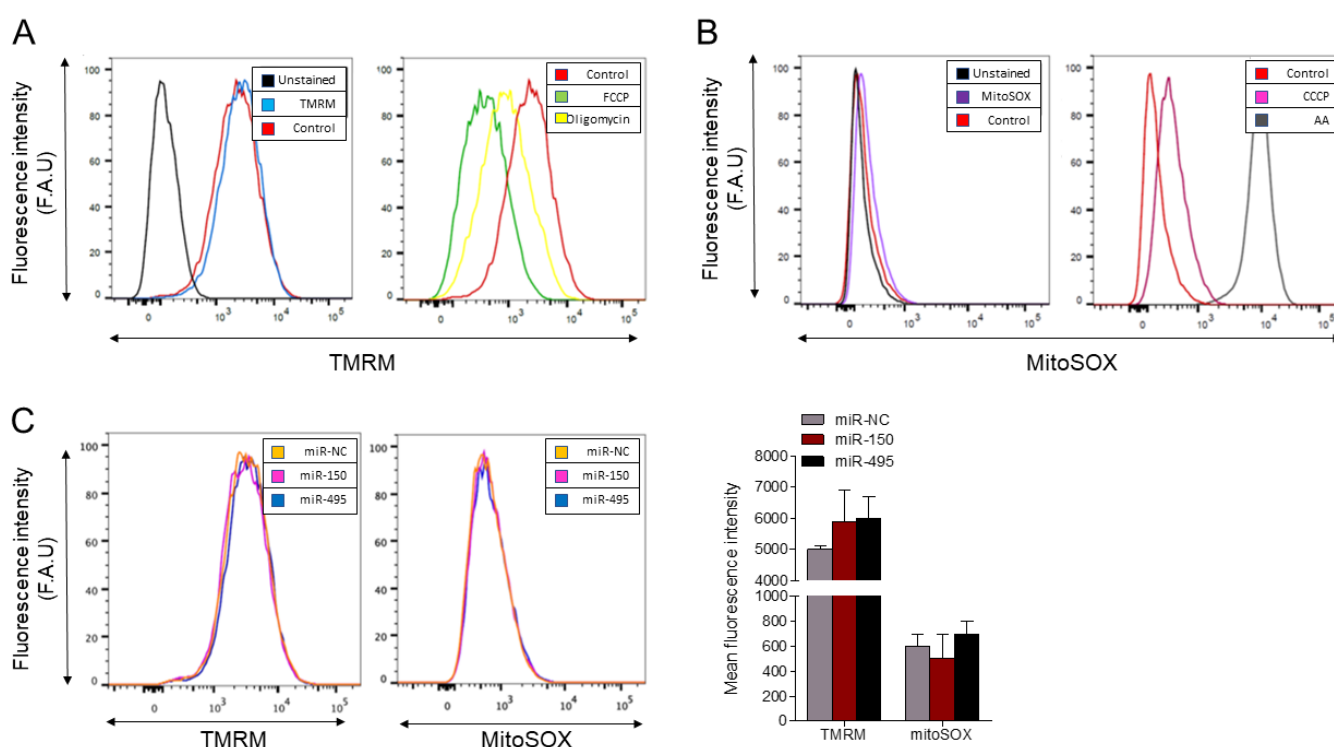 A
Fluorescence intensity
(F.A.U)
100
80
60
40
20
0
Unstained
TMRM
Control
0
10³
10⁴
10⁵
100
80
60
40
20
0
Control
FCCP
Oligomycin
0
10³
10⁴
10⁵
TMRM
B
Fluorescence intensity
(F.A.U)
100
80
60
40
20
0
Unstained
MitoSOX
Control
0
10³
10⁴
10⁵
100
80
60
40
20
0
Control
CCCP
AA
0
10³
10⁴
10⁵
MitoSOX
C
Fluorescence intensity
(F.A.U)
100
80
60
40
20
0
miR-NC
miR-150
miR-495
0
10³
10⁴
10⁵
TMRM
100
80
60
40
20
0
miR-NC
miR-150
miR-495
0
10³
10⁴
10⁵
MitoSOX
miR-NC
miR-150
miR-495
Mean fluorescence intensity
8000
7000
6000
5000
4000
1000
800
600
400
200
0
TMRM
mitoSOX